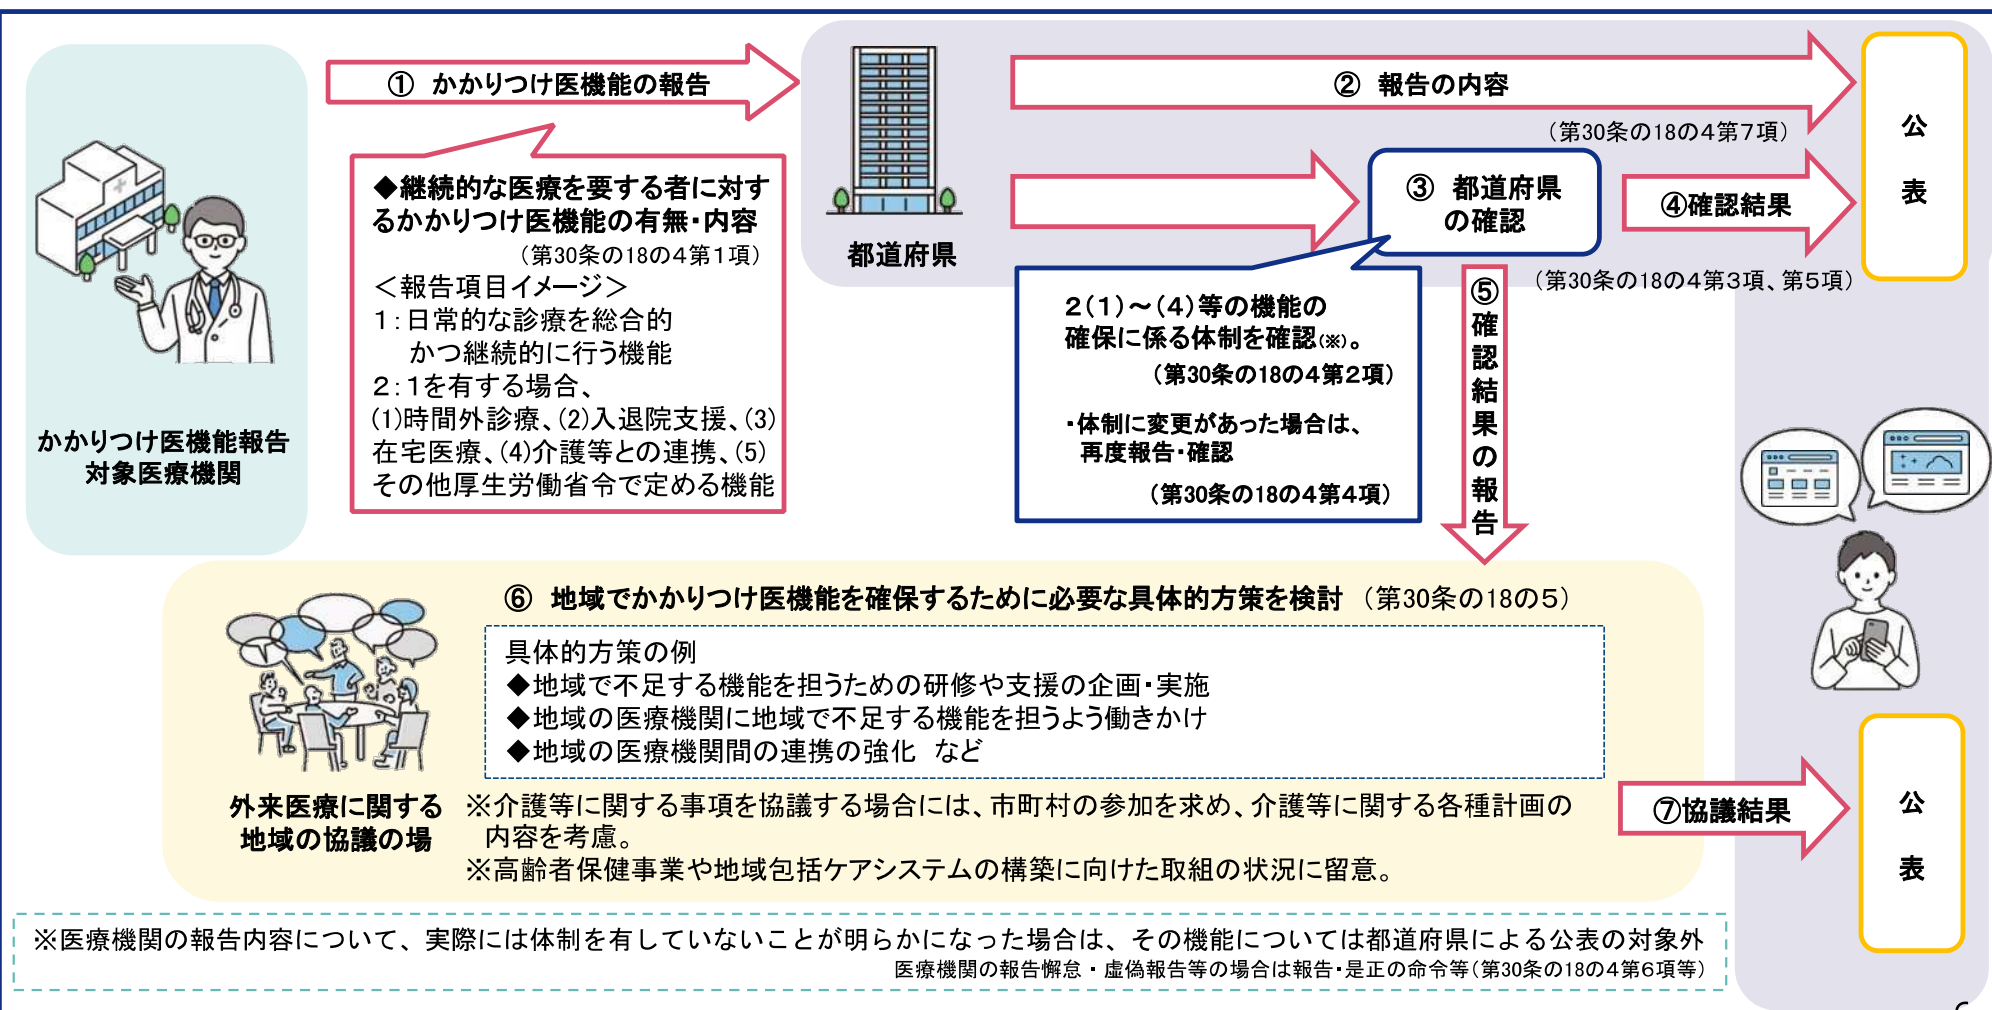 ① かかりつけ医機能の報告
◆継続的な医療を要する者に対す
るかかりつけ医機能の有無・内容
（第30条の18の４第１項）
＜報告項目イメージ＞
１：日常的な診療を総合的
かつ継続的に行う機能
２：１を有する場合、
(1)時間外診療、(2)入退院支援、(3)
在宅医療、(4)介護等との連携、(5)
その他厚生労働省令で定める機能
かかりつけ医機能報告
対象医療機関
都道府県
② 報告の内容
（第30条の18の４第７項）
③ 都道府県
の確認
④確認結果
（第30条の18の４第３項、第５項）
公
表
２(１)～(４)等の機能の
確保に係る体制を確認(※)。
（第30条の18の４第２項）
・体制に変更があった場合は、
再度報告・確認
（第30条の18の４第４項）
⑤確認結果の報告
⑥ 地域でかかりつけ医機能を確保するために必要な具体的方策を検討 （第30条の18の５）
具体的方策の例
◆地域で不足する機能を担うための研修や支援の企画・実施
◆地域の医療機関に地域で不足する機能を担うよう働きかけ
◆地域の医療機関間の連携の強化 など
外来医療に関する
地域の協議の場
※介護等に関する事項を協議する場合には、市町村の参加を求め、介護等に関する各種計画の
内容を考慮。
※高齢者保健事業や地域包括ケアシステムの構築に向けた取組の状況に留意。
⑦協議結果
公
表
※医療機関の報告内容について、実際には体制を有していないことが明らかになった場合は、その機能については都道府県による公表の対象外
医療機関の報告懈怠・虚偽報告等の場合は報告・是正の命令等（第30条の18の４第６項等）